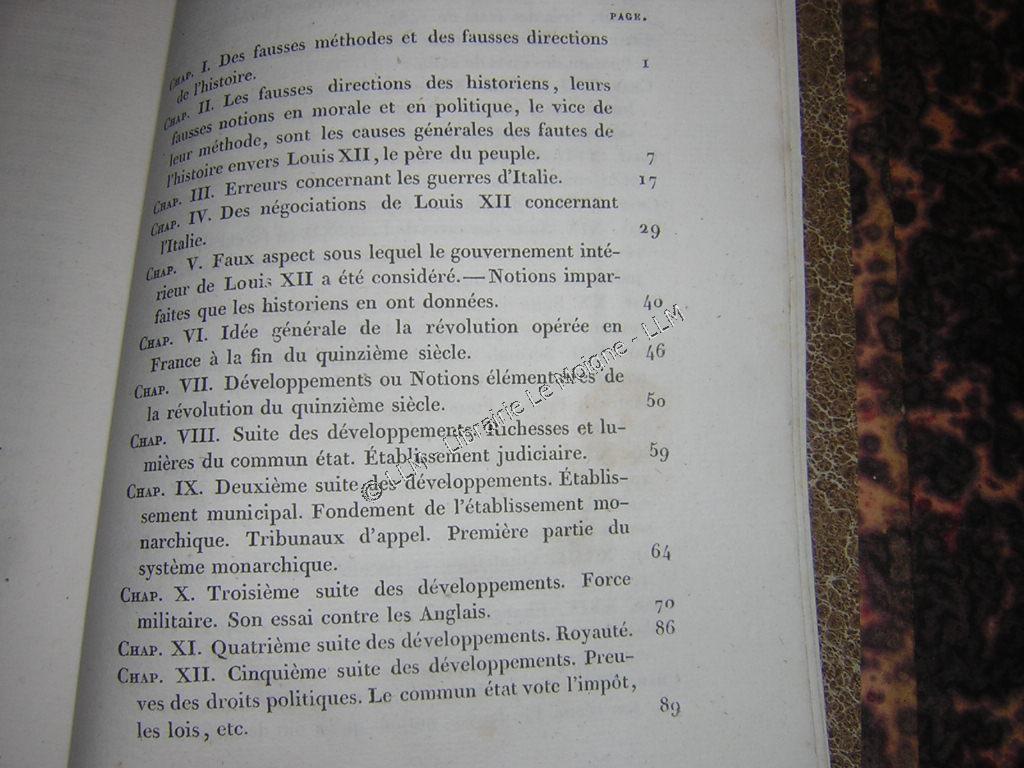 PAGE.
CHAP. I. Des fausses méthodes et des fausses directions
de l'histoire. 1
CHAP. II. Les fausses directions des historiens, leurs
fausses notions en morale et en politique, le vice de
leur méthode, sont les causes générales des fautes de
l'histoire envers Louis XII, le père du peuple. 7
CHAP. III. Erreurs concernant les guerres d'Italie. 17
CHAP. IV. Des négociations de Louis XII concernant
l'Italie. 29
CHAP. V. Faux aspect sous lequel le gouvernement inté-
rieur de Louis XII a été considéré. — Notions impar-
faites que les historiens en ont données. 40
CHAP. VI. Idée générale de la révolution opérée en
France à la fin du quinzième siècle. 46
CHAP. VII. Développements ou Notions élémentaires de
la révolution du quinzième siècle. 50
CHAP. VIII. Suite des développements. Richesses et lu-
mières du commun état. Établissement judiciaire. 59
CHAP. IX. Deuxième suite des développements. Établis-
sement municipal. Fondement de l'établissement mo-
narchique. Tribunaux d'appel. Première partie du
système monarchique. 64
CHAP. X. Troisième suite des développements. Force
militaire. Son essai contre les Anglais. 70
CHAP. XI. Quatrième suite des développements. Royauté. 86
CHAP. XII. Cinquième suite des développements. Preu-
ves des droits politiques. Le commun état vote l'impôt,
les lois, etc. 89
© LLM - Librairie Le Moigne - LLM